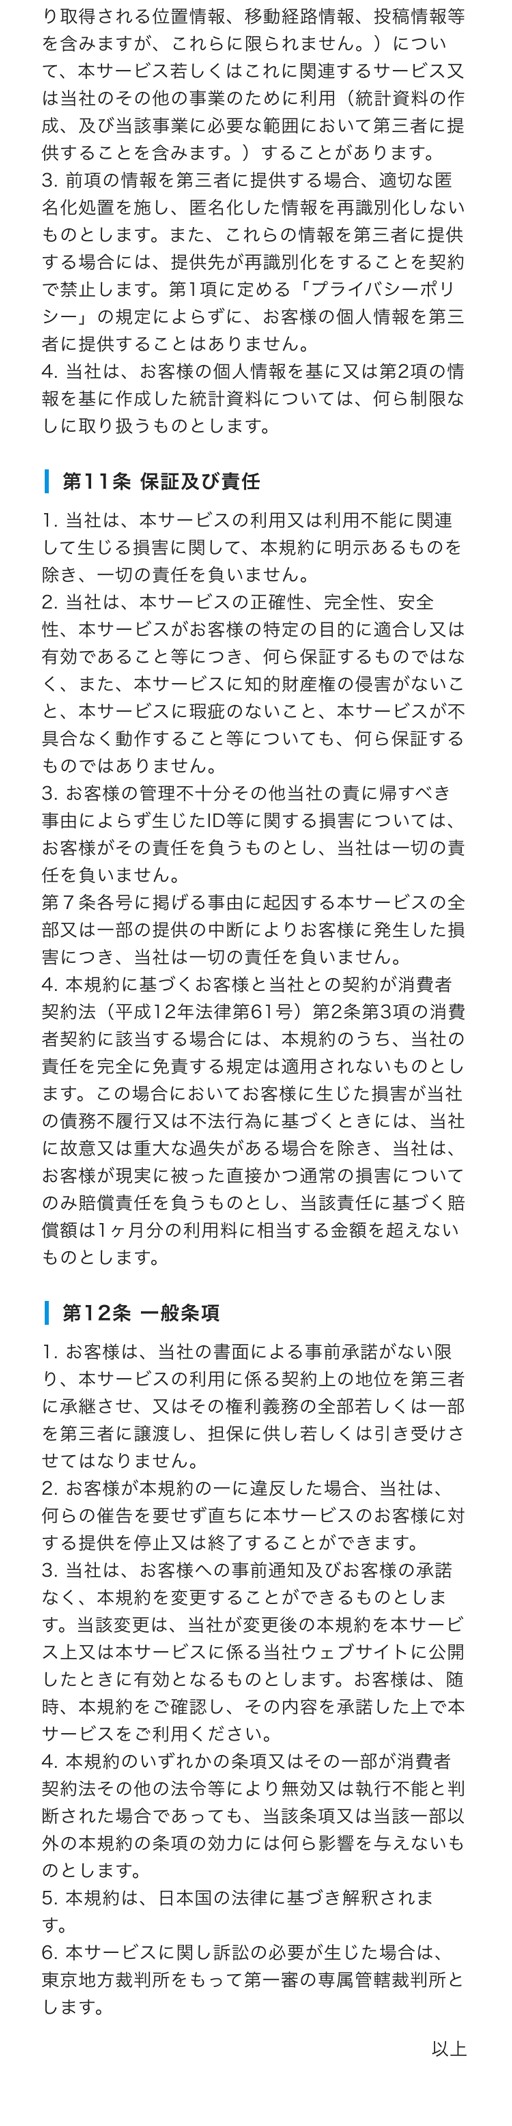 り取得される位置情報、移動経路情報、投稿情報等
を含みますが、これらに限られません。）につい
て、本サービス若しくはこれに関連するサービス又
は当社のその他の事業のために利用（統計資料の作
成、及び当該事業に必要な範囲において第三者に提
供することを含みます。）することがあります。
3. 前項の情報を第三者に提供する場合、適切な匿
名化処置を施し、匿名化した情報を再識別化しない
ものとします。また、これらの情報を第三者に提供
する場合には、提供先が再識別化をすることを契約
で禁止します。第1項に定める「プライバシーポリ
シー」の規定によらずに、お客様の個人情報を第三
者に提供することはありません。
4. 当社は、お客様の個人情報を基に又は第2項の情
報を基に作成した統計資料については、何ら制限な
しに取り扱うものとします。
第11条 保証及び責任
1. 当社は、本サービスの利用又は利用不能に関連
して生じる損害に関して、本規約に明示あるものを
除き、一切の責任を負いません。
2. 当社は、本サービスの正確性、完全性、安全
性、本サービスがお客様の特定の目的に適合し又は
有効であること等につき、何ら保証するものではな
く、また、本サービスに知的財産権の侵害がないこ
と、本サービスに瑕疵のないこと、本サービスが不
具合なく動作すること等についても、何ら保証する
ものではありません。
3. お客様の管理不十分その他当社の責に帰すべき
事由によらず生じたID等に関する損害については、
お客様がその責任を負うものとし、当社は一切の責
任を負いません。
第７条各号に掲げる事由に起因する本サービスの全
部又は一部の提供の中断によりお客様に発生した損
害につき、当社は一切の責任を負いません。
4. 本規約に基づくお客様と当社との契約が消費者
契約法（平成12年法律第61号）第2条第3項の消費
者契約に該当する場合には、本規約のうち、当社の
責任を完全に免責する規定は適用されないものとし
ます。この場合においてお客様に生じた損害が当社
の債務不履行又は不法行為に基づくときには、当社
に故意又は重大な過失がある場合を除き、当社は、
お客様が現実に被った直接かつ通常の損害について
のみ賠償責任を負うものとし、当該責任に基づく賠
償額は1ヶ月分の利用料に相当する金額を超えない
ものとします。
第12条 一般条項
1. お客様は、当社の書面による事前承諾がない限
り、本サービスの利用に係る契約上の地位を第三者
に承継させ、又はその権利義務の全部若しくは一部
を第三者に譲渡し、担保に供し若しくは引き受けさ
せてはなりません。
2. お客様が本規約の一に違反した場合、当社は、
何らの催告を要せず直ちに本サービスのお客様に対
する提供を停止又は終了することができます。
3. 当社は、お客様への事前通知及びお客様の承諾
なく、本規約を変更することができるものとしま
す。当該変更は、当社が変更後の本規約を本サービ
ス上又は本サービスに係る当社ウェブサイトに公開
したときに有効となるものとします。お客様は、随
時、本規約をご確認し、その内容を承諾した上で本
サービスをご利用ください。
4. 本規約のいずれかの条項又はその一部が消費者
契約法その他の法令等により無効又は執行不能と判
断された場合であっても、当該条項又は当該一部以
外の本規約の条項の効力には何ら影響を与えないも
のとします。
5. 本規約は、日本国の法律に基づき解釈されま
す。
6. 本サービスに関し訴訟の必要が生じた場合は、
東京地方裁判所をもって第一審の専属管轄裁判所と
します。
以上